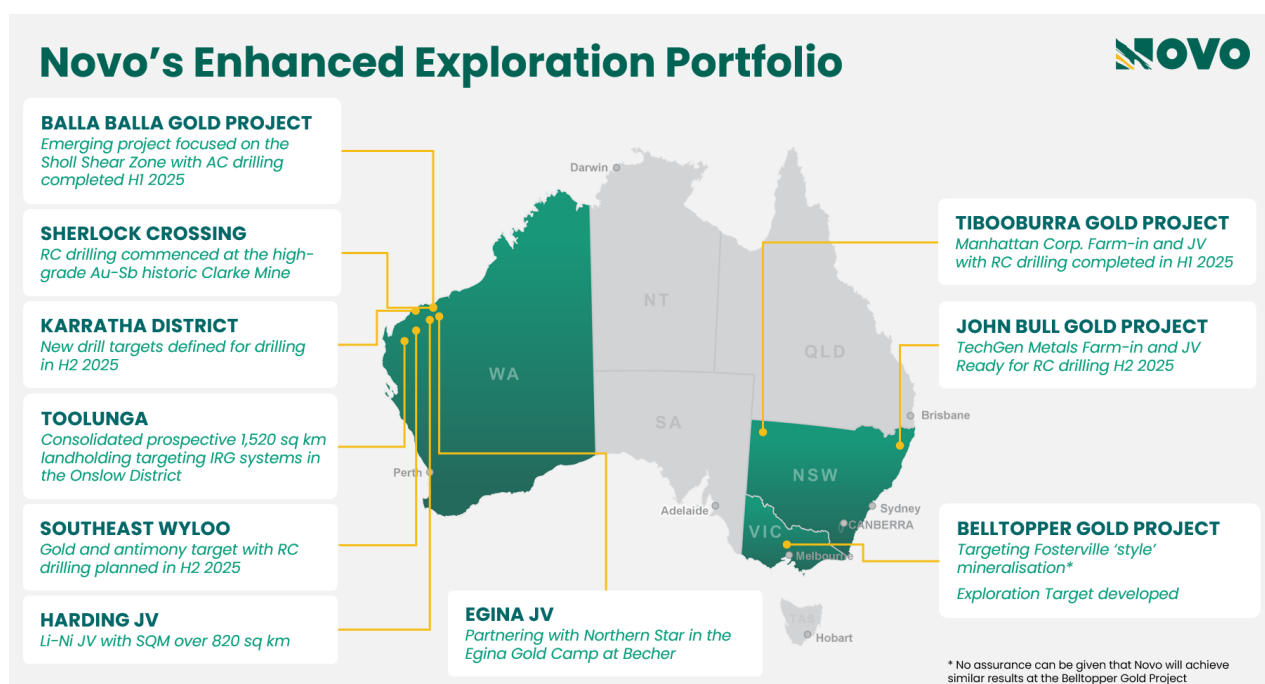 Novo's Enhanced Exploration Portfolio
NOVO
BALLA BALLA GOLD PROJECT
Emerging project focused on the
Sholl Shear Zone with AC drilling
completed H1 2025
SHERLOCK CROSSING
RC drilling commenced at the high-
grade Au-Sb historic Clarke Mine
KARRATHA DISTRICT
New drill targets defined for drilling
in H2 2025
TOOLUNGA
Consolidated prospective 1,520 sq km
landholding targeting IRG systems in
the Onslow District
SOUTHEAST WYLOO
Gold and antimony target with RC
drilling planned in H2 2025
HARDING JV
Li-Ni JV with SQM over 820 sq km
EGINA JV
Partnering with Northern Star in the
Egina Gold Camp at Becher
Darwin
NT
QLD
WA
SA
Brisbane
Perth
NSW
Adelaide
Sydney
CANBERRA
VIC
Melbourne
TAS
Hobart
TIBOOBURRA GOLD PROJECT
Manhattan Corp. Farm-in and JV
with RC drilling completed in H1 2025
JOHN BULL GOLD PROJECT
TechGen Metals Farm-in and JV
Ready for RC drilling H2 2025
BELLTOPPER GOLD PROJECT
Targeting Fosterville 'style'
mineralisation*
Exploration Target developed
* No assurance can be given that Novo will achieve
similar results at the Belltopper Gold Project